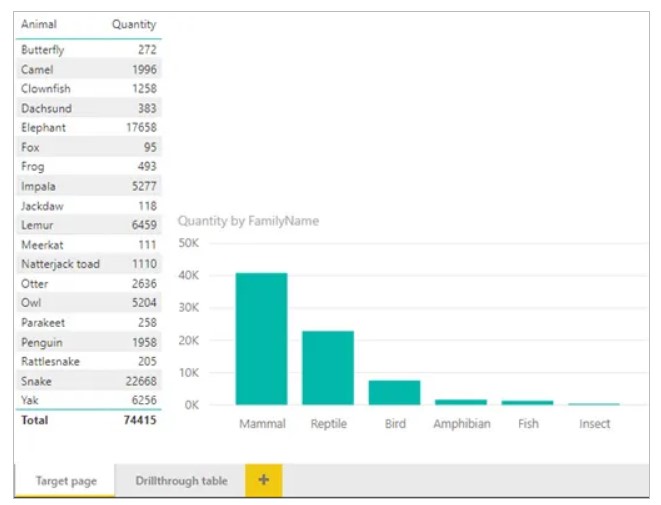 Animal Quantity
Butterfly 272
Camel 1996
Clownfish 1258
Dachsund 383
Elephant 17658
Fox 95
Frog 493
Impala 5277
Jackdaw 118
Lemur 6459
Meerkat 111
Natterjack toad 1110
Otter 2636
Owl 5204
Parakeet 258
Penguin 1958
Rattlesnake 205
Snake 22668
Yak 6256
Total 74415
Quantity by FamilyName
50K
40K
30K
20K
10K
0K
Mammal Reptile Bird Amphibian Fish Insect
Target page Drillthrough table +